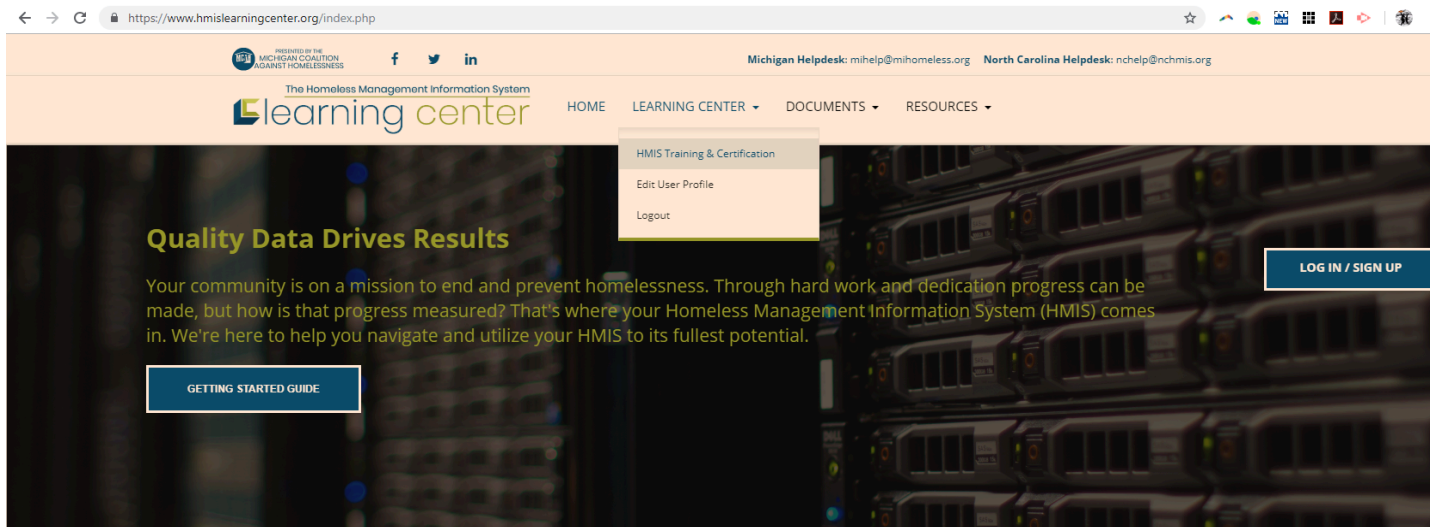 https://www.hmislearningcenter.org/index.php
NEW
PRESENTED BY THE
MICHIGAN COALITION
AGAINST HOMELESSNESS
MCAH
Michigan Helpdesk: mihelp@mihomeless.org North Carolina Helpdesk: nchelp@nchmis.org
The Homeless Management Information System
Elearning center
HOME LEARNING CENTER DOCUMENTS RESOURCES
HMIS Training & Certification
Edit User Profile
Logout
Quality Data Drives Results
LOG IN / SIGN UP
Your community is on a mission to end and prevent homelessness. Through hard work and dedication progress can be
made, but how is that progress measured? That's where your Homeless Management Information System (HMIS) comes
in. We're here to help you navigate and utilize your HMIS to its fullest potential.
GETTING STARTED GUIDE
DELL